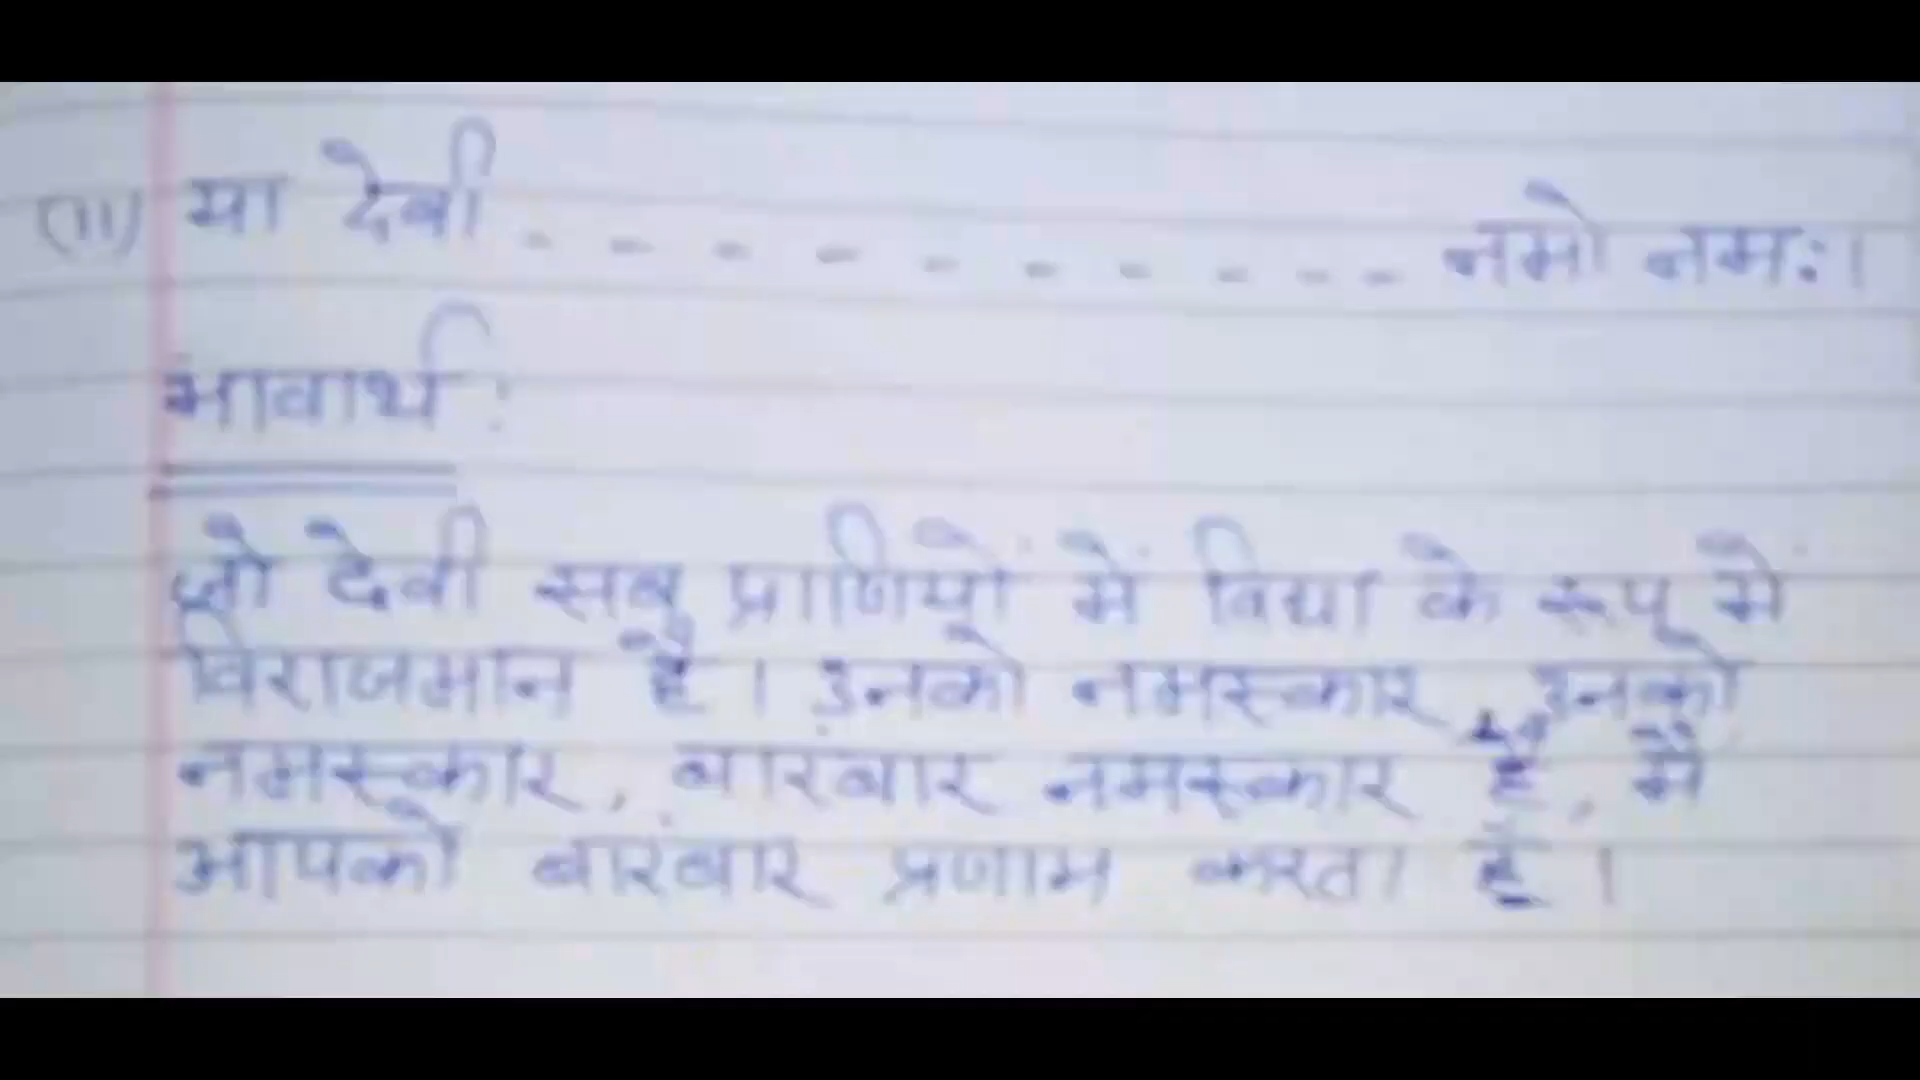 (11) या देवी - - - - - - - - - - नमो नमः।
भावार्थ :
जो देवी सब प्राणियों में विद्या के रूप में
विराजमान है। उनको नमस्कार, उनको
नमस्कार, बारंबार नमस्कार है, मैं
आपको बारंबार प्रणाम करता हूँ।